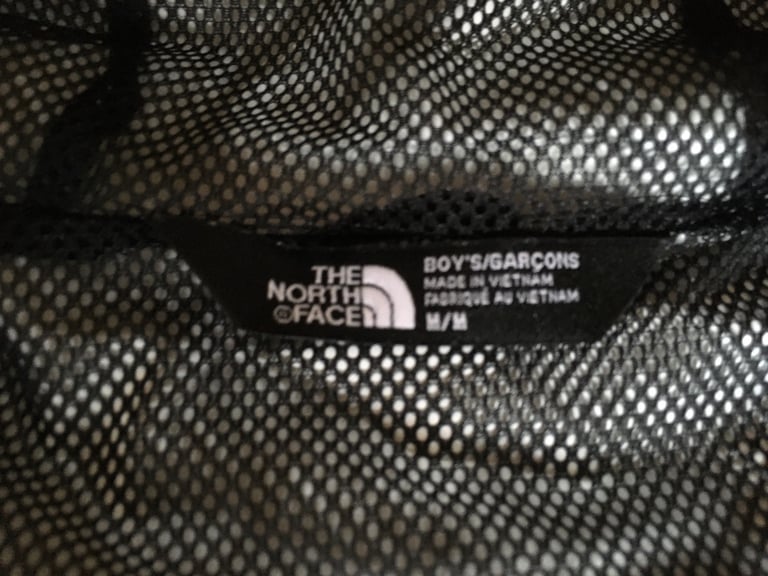 THE
NORTH
FACE
BOY'S/GARÇONS
MADE IN VIETNAM
FABRIQUÉ AU VIETNAM
M/M